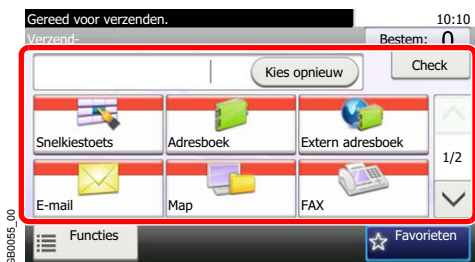 Gereed voor verzenden. 10:10
Verzend- Bestem: 0
Kies opnieuw Check
Snelkiestoets Adresboek Extern adresboek
1/2
E-mail Map FAX
Functies Favorieten
GB0055_00